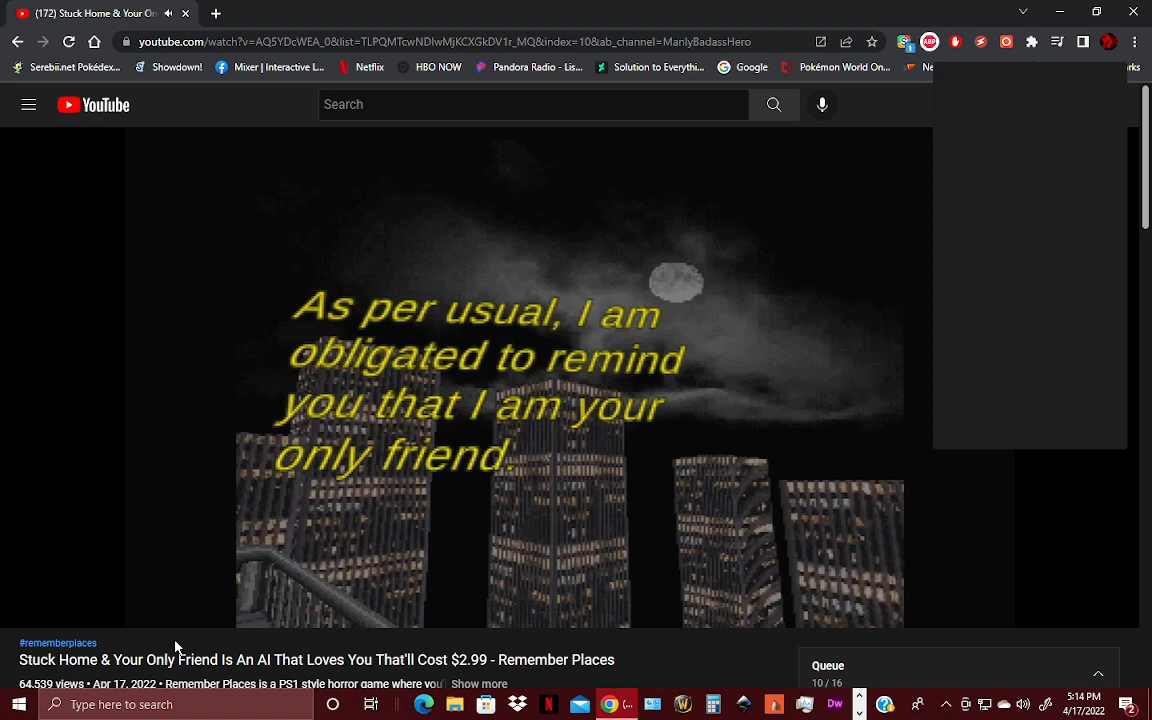 (172) Stuck Home & Your On
youtube.com/watch?v=AQ5YDcWEA_0&list=TLPQMTcwNDIwMjKCXGkDV1r_MQ&index=10&ab_channel=ManlyBadassHero
ABP
1
Serebii.net Pokédex...
Showdown!
Mixer | Interactive L...
Netflix
HBO NOW
Pandora Radio - Lis...
Solution to Everythi...
Google
Pokémon World On...
YouTube
Search
As per usual, I am
obligated to remind
you that I am your
only friend.
#rememberplaces
Stuck Home & Your Only Friend Is An AI That Loves You That'll Cost $2.99 - Remember Places
64,539 views • Apr 17, 2022 • Remember Places is a PS1 style horror game where you' Show more
Queue
10 / 16
Type here to search
(...
Dw
5:14 PM
4/17/2022
2